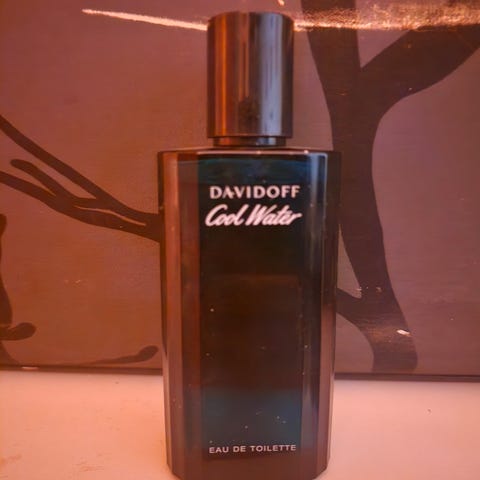 DAVIDOFF
Cool Water
EAU DE TOILETTE